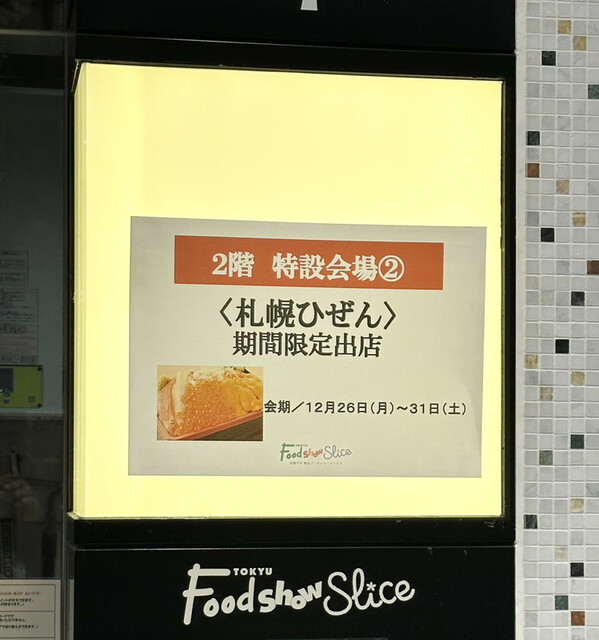 2階 特設会場②
〈札幌ひぜん〉
期間限定出店
会期／12月26日(月)～31日(土)
TOKYU
Foodshow Slice
TOKYU
Foodshow Slice